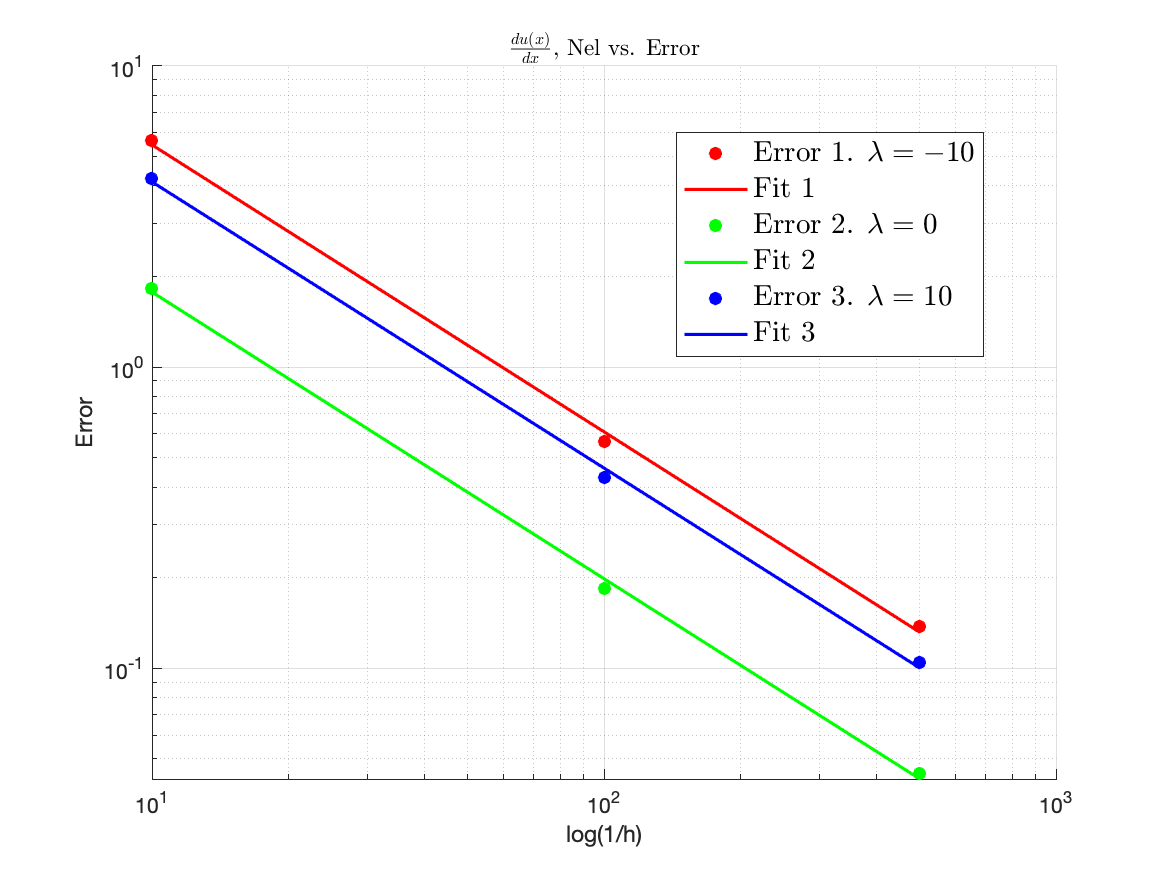 du(x)/dx, Nel vs. Error
10^1
Error 1. λ = −10
Fit 1
Error 2. λ = 0
Fit 2
Error 3. λ = 10
Fit 3
10^0
Error
10^-1
10^1 10^2 10^3
log(1/h)